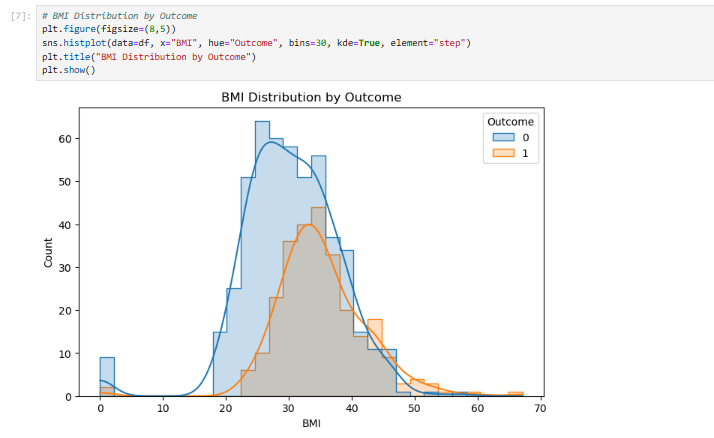 [7]: # BMI Distribution by Outcome
plt.figure(figsize=(8,5))
sns.histplot(data=df, x="BMI", hue="Outcome", bins=30, kde=True, element="step")
plt.title("BMI Distribution by Outcome")
plt.show()
BMI Distribution by Outcome
Outcome
0
1
60
50
40
30
20
10
0
Count
0 10 20 30 40 50 60 70
BMI